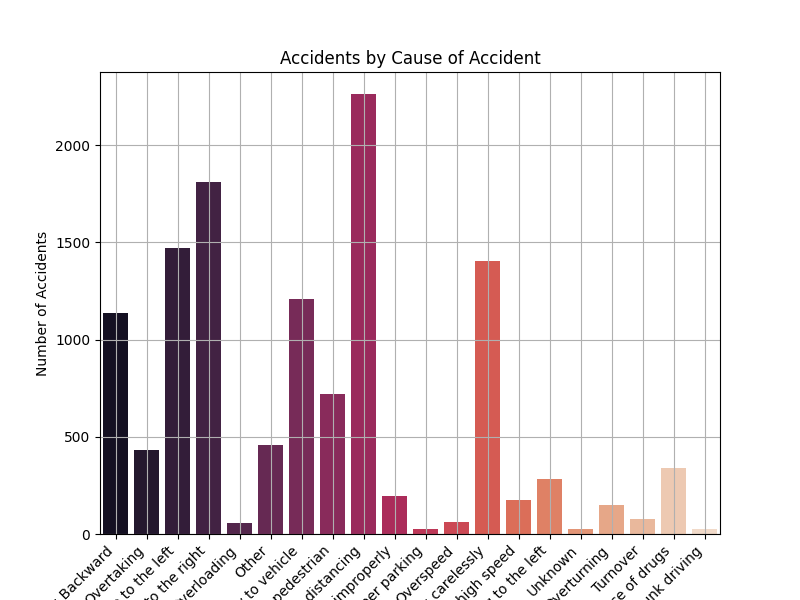 Accidents by Cause of Accident
Number of Accidents
2000
1500
1000
500
0
Backward
Overtaking
to the left
to the right
verloading
Other
to vehicle
pedestrian
distancing
improperly
er parking
Overspeed
carelessly
high speed
to the left
Unknown
Overturning
Turnover
e of drugs
nk driving